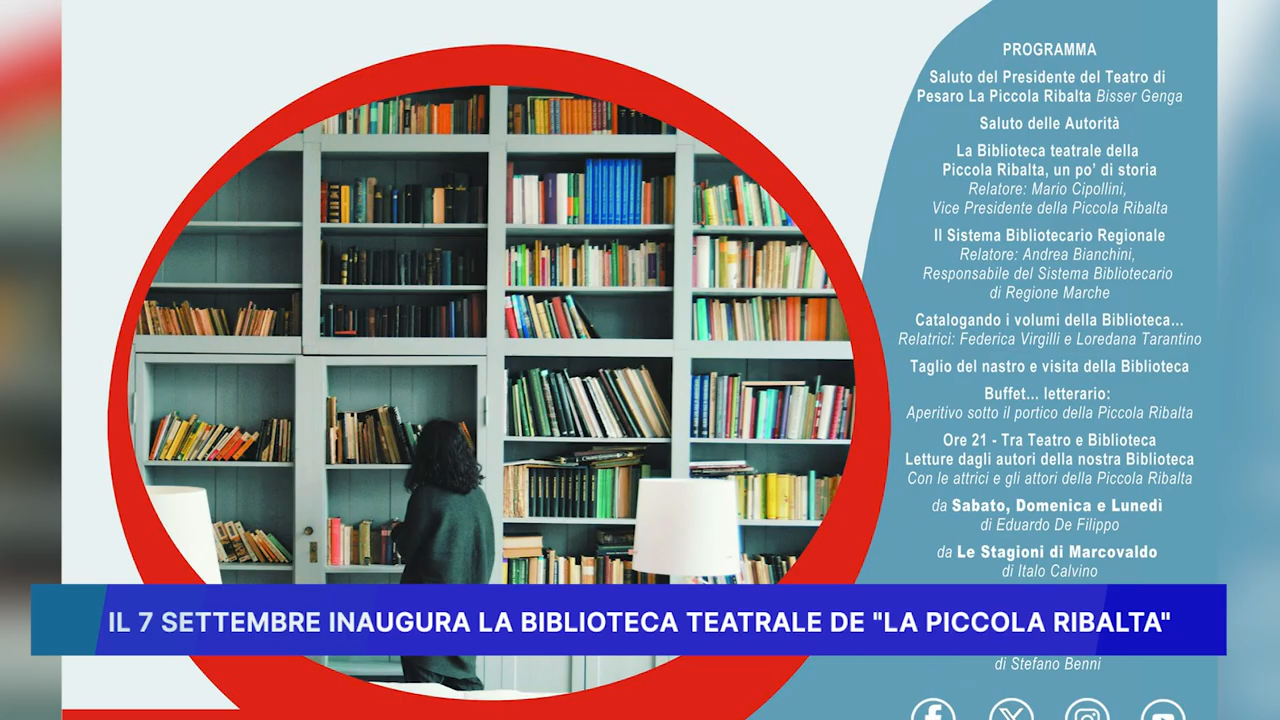 PROGRAMMA
Saluto del Presidente del Teatro di
Pesaro La Piccola Ribalta Bisser Genga
Saluto delle Autorità
La Biblioteca teatrale della
Piccola Ribalta, un po' di storia
Relatore: Mario Cipollini,
Vice Presidente della Piccola Ribalta
Il Sistema Bibliotecario Regionale
Relatore: Andrea Bianchini,
Responsabile del Sistema Bibliotecario
di Regione Marche
Catalogando i volumi della Biblioteca...
Relatrici: Federica Virgilli e Loredana Tarantino
Taglio del nastro e visita della Biblioteca
Buffet... letterario:
Aperitivo sotto il portico della Piccola Ribalta
Ore 21 - Tra Teatro e Biblioteca
Letture dagli autori della nostra Biblioteca
Con le attrici e gli attori della Piccola Ribalta
da Sabato, Domenica e Lunedì
di Eduardo De Filippo
da Le Stagioni di Marcovaldo
di Italo Calvino
IL 7 SETTEMBRE INAUGURA LA BIBLIOTECA TEATRALE DE "LA PICCOLA RIBALTA"
di Stefano Benni